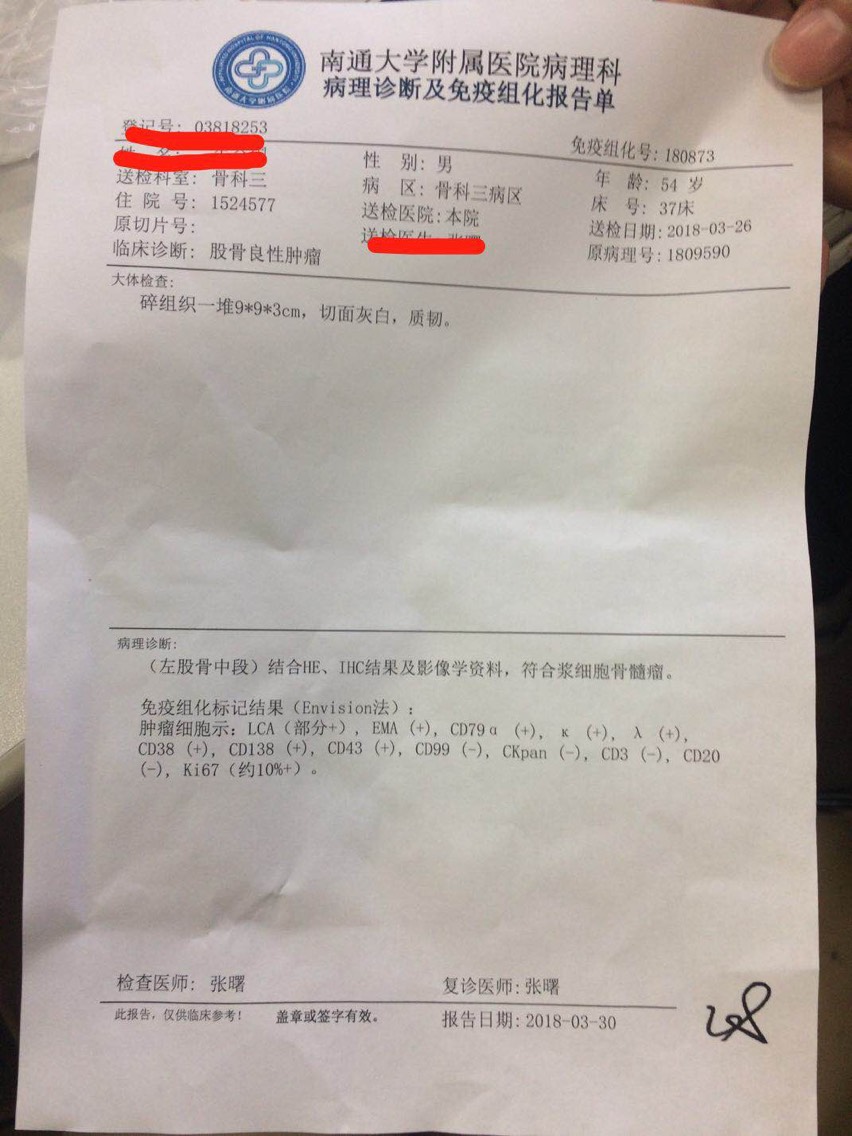 南通大学附属医院病理科
病理诊断及免疫组化报告单
登记号: 03818253
免疫组化号: 180873
性 别: 男
年 龄: 54 岁
送检科室: 骨科三
病 区: 骨科三病区
床 号: 37床
住 院 号: 1524577
送检医院: 本院
送检日期: 2018-03-26
原切片号:
原病理号: 1809590
临床诊断: 股骨良性肿瘤
大体检查:
碎组织一堆9*9*3cm，切面灰白，质韧。
病理诊断:
（左股骨中段）结合HE、IHC结果及影像学资料，符合浆细胞骨髓瘤。
免疫组化标记结果（Envision法）:
肿瘤细胞示: LCA（部分+）, EMA (+), CD79α (+), κ (+), λ (+),
CD38 (+), CD138 (+), CD43 (+), CD99 (-), CKpan (-), CD3 (-), CD20
(-), Ki67（约10%+）。
检查医师: 张曙
复诊医师: 张曙
此报告，仅供临床参考！
盖章或签字有效。
报告日期: 2018-03-30